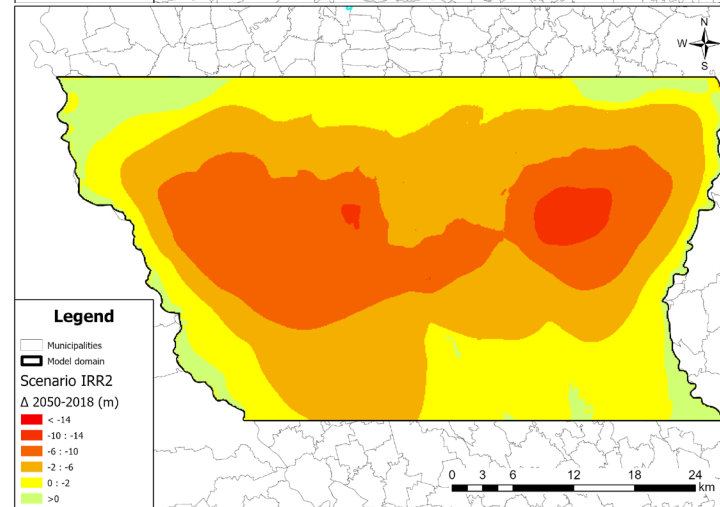 N
W
S
Legend
Municipalities
Model domain
Scenario IRR2
Δ 2050-2018 (m)
< -14
-10 : -14
-6 : -10
-2 : -6
0 : -2
>0
0 3 6 12 18 24
km